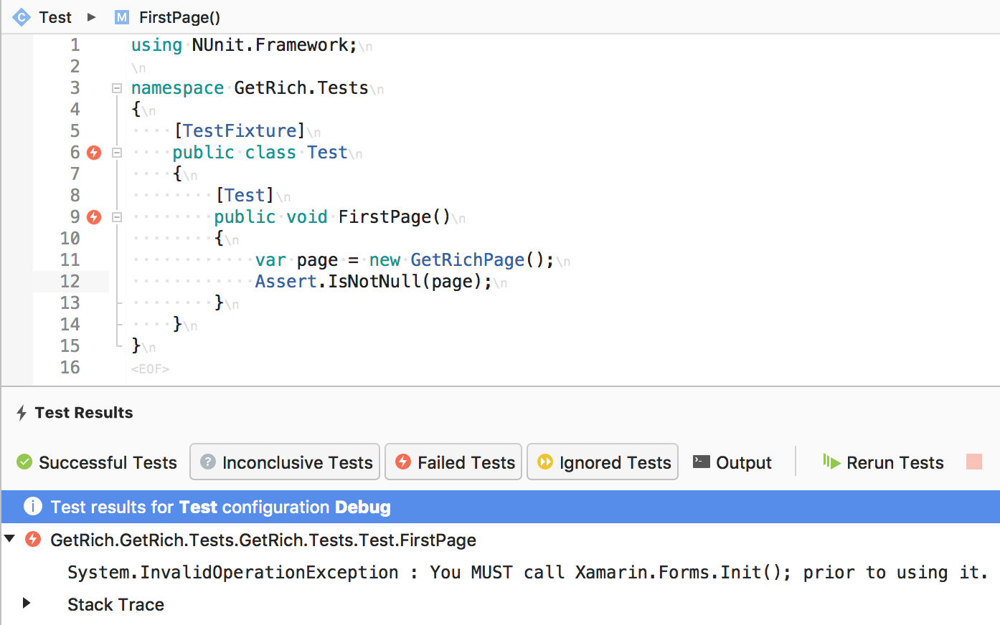 C Test ▶ M FirstPage()
1 using NUnit.Framework;\n
2 \n
3 namespace GetRich.Tests\n
4 {\n
5 [TestFixture]\n
6 public class Test\n
7 {\n
8 [Test]\n
9 public void FirstPage()\n
10 {\n
11 var page = new GetRichPage();\n
12 Assert.IsNotNull(page);\n
13 }\n
14 }\n
15 }\n
16 <EOF>
Test Results
Successful Tests ? Inconclusive Tests Failed Tests Ignored Tests Output Rerun Tests
i Test results for Test configuration Debug
GetRich.GetRich.Tests.GetRich.Tests.Test.FirstPage
System.InvalidOperationException : You MUST call Xamarin.Forms.Init(); prior to using it.
Stack Trace